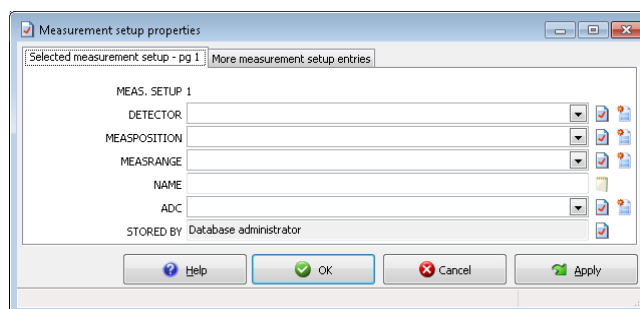 Measurement setup properties
Selected measurement setup - pg 1 More measurement setup entries
MEAS. SETUP 1
DETECTOR
MEASPOSITION
MEASRANGE
NAME
ADC
STORED BY Database administrator
Help OK Cancel Apply